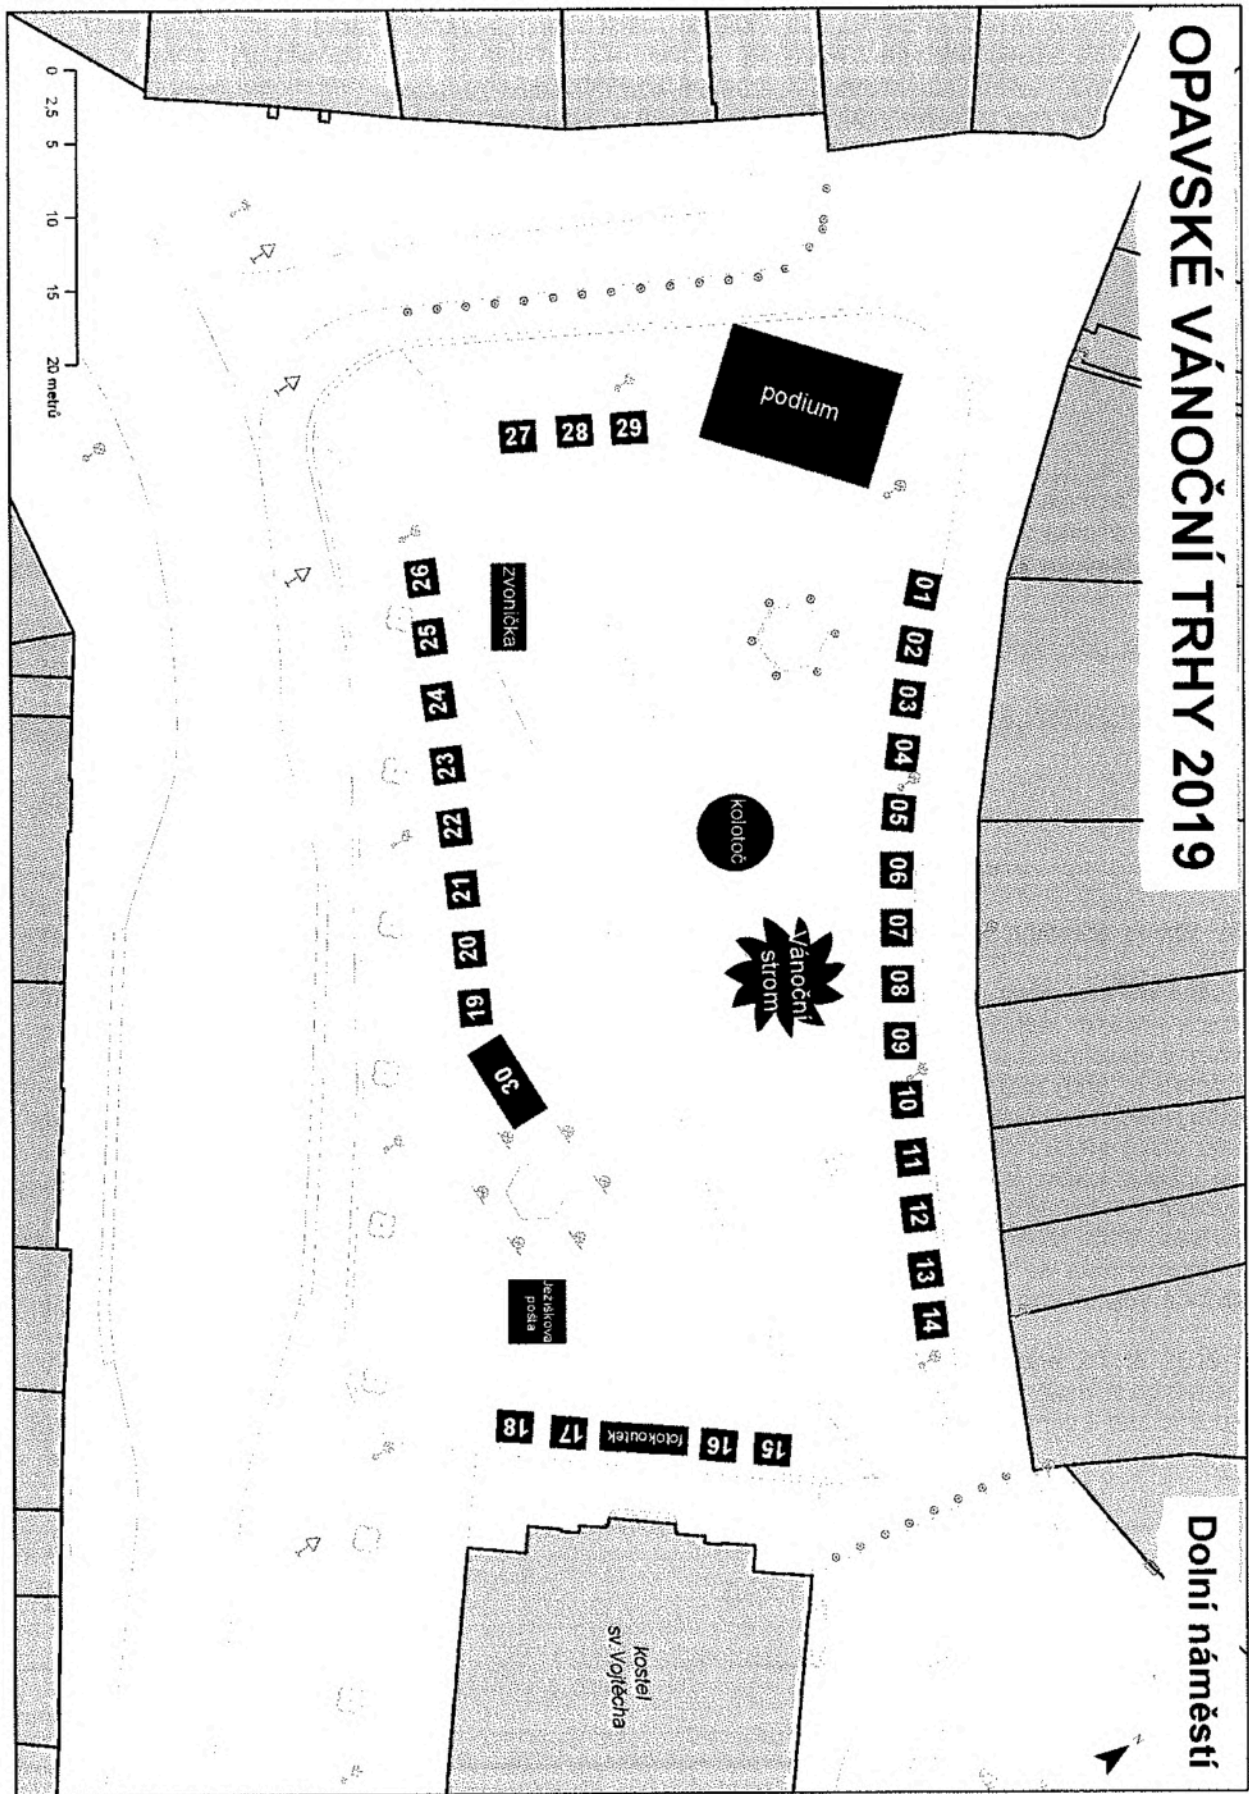 OPAVSKÉ VÁNOČNÍ TRHY 2019
Dolní náměstí
0
2,5
5
10
15
20 metrů
podium
27
28
29
26
25
24
23
22
21
20
19
30
zvonička
kolotoč
Vánoční
strom
01
02
03
04
05
06
07
08
09
10
11
12
13
14
Ježíškova
pošta
15
16
fotokoutek
17
18
kostel
sv.Vojtěcha
N